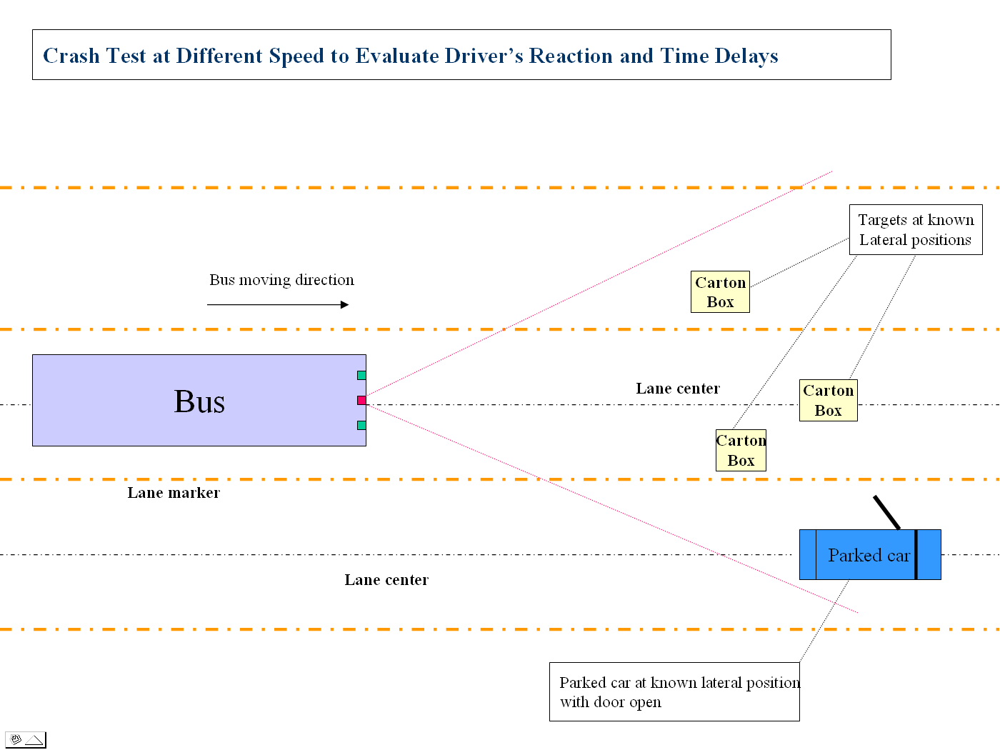 Crash Test at Different Speed to Evaluate Driver’s Reaction and Time Delays
Targets at known
Lateral positions
Bus moving direction
Carton
Box
Bus
Lane center
Carton
Box
Carton
Box
Lane marker
Parked car
Lane center
Parked car at known lateral position
with door open